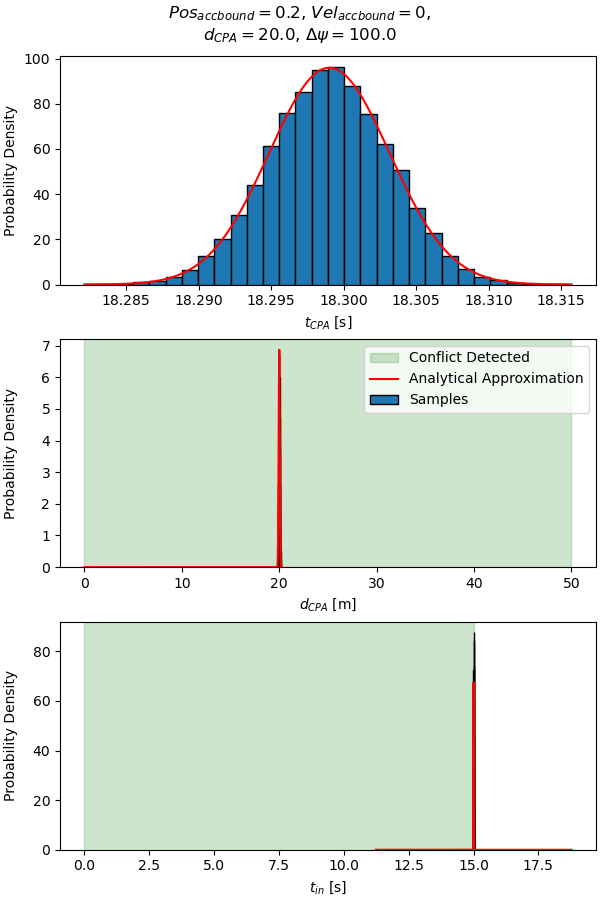 Pos_accbound = 0.2, Vel_accbound = 0,
d_CPA = 20.0, Δψ = 100.0
100
80
60
40
20
0
Probability Density
18.285 18.290 18.295 18.300 18.305 18.310 18.315
t_CPA [s]
7
6
5
4
3
2
1
0
Probability Density
Conflict Detected
Analytical Approximation
Samples
0 10 20 30 40 50
d_CPA [m]
80
60
40
20
0
Probability Density
0.0 2.5 5.0 7.5 10.0 12.5 15.0 17.5
t_in [s]